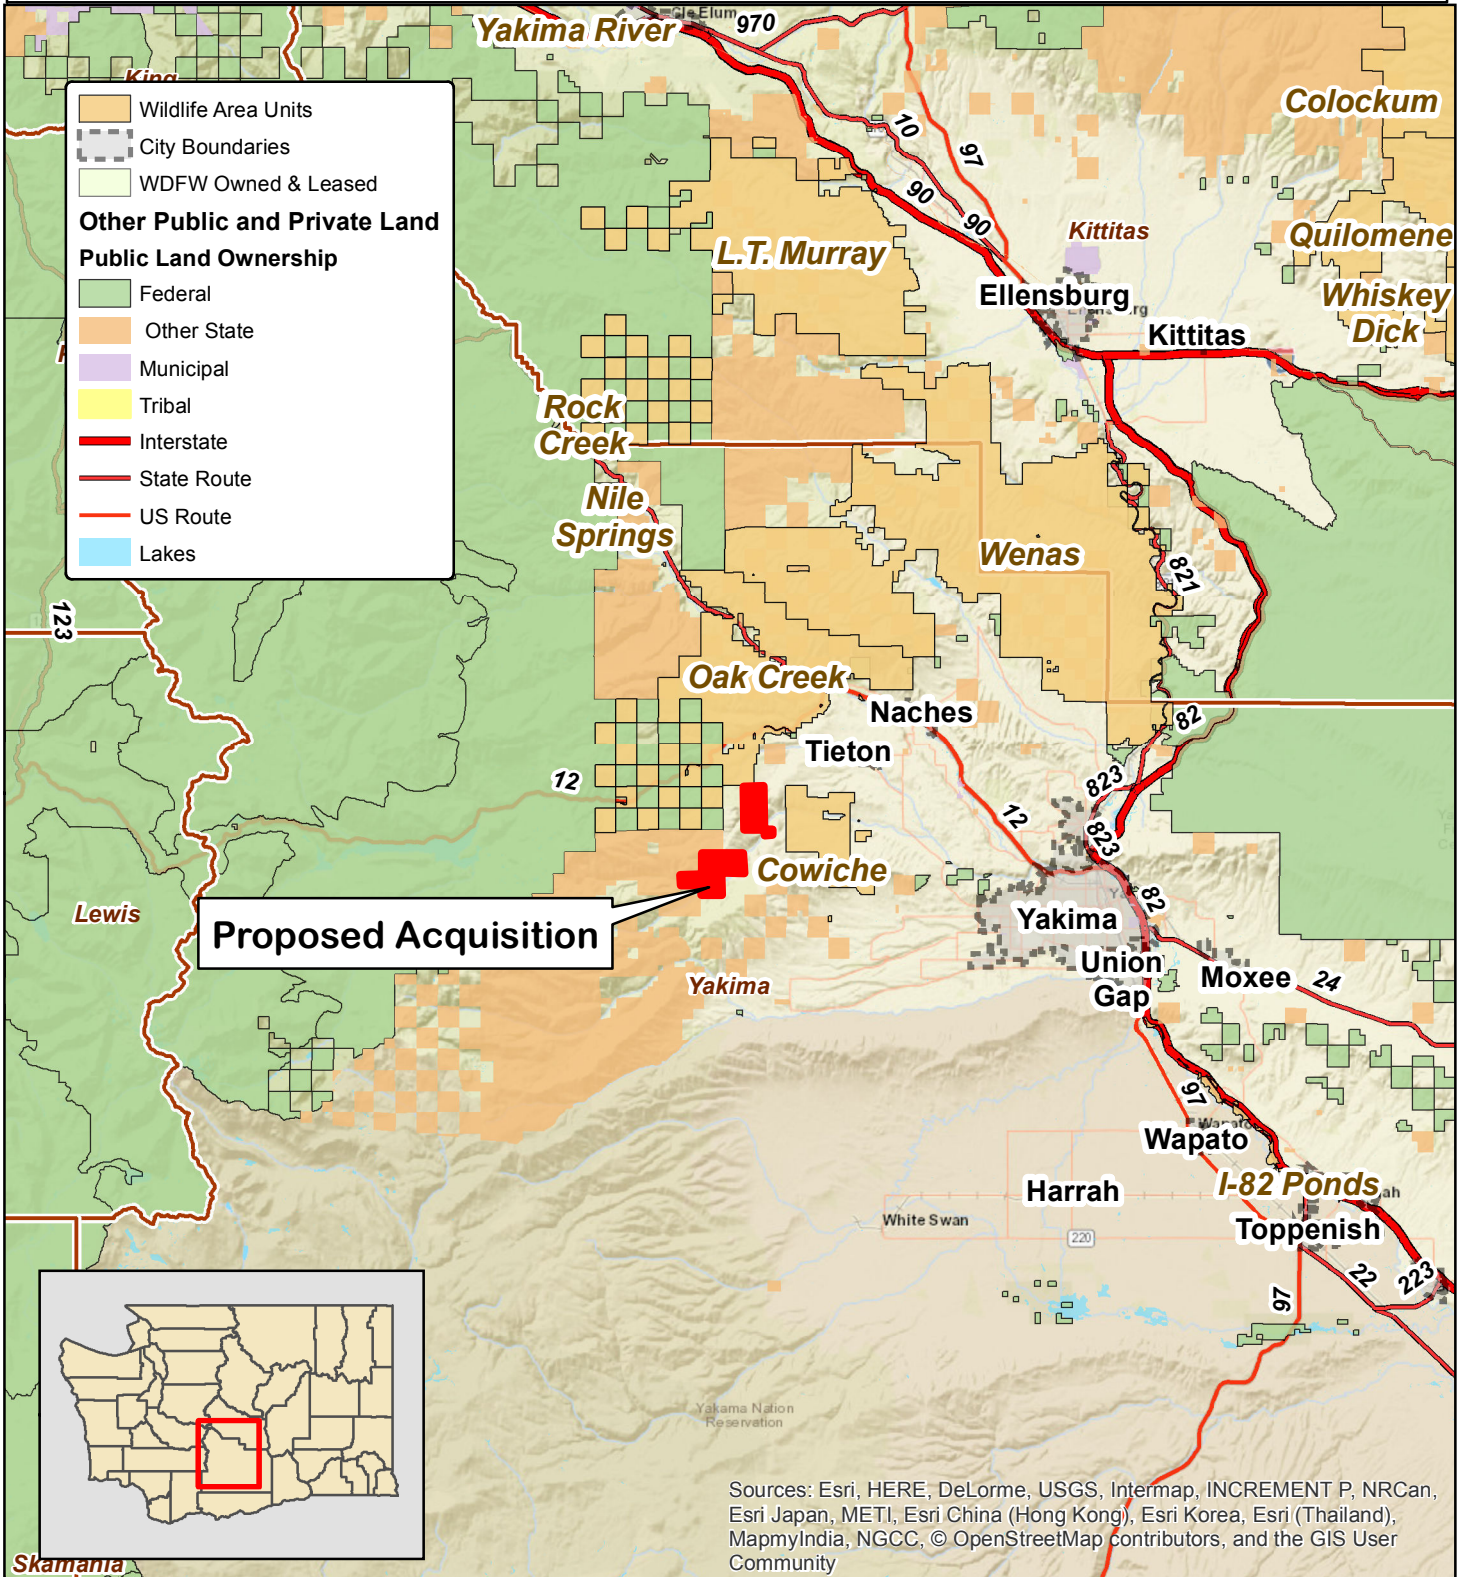 Cle Elum
970
Yakima River
King
Wildlife Area Units
City Boundaries
WDFW Owned & Leased
Other Public and Private Land
Public Land Ownership
Federal
Other State
Municipal
Tribal
Interstate
State Route
US Route
Lakes
Colockum
10
97
90
90
Kittitas
L.T. Murray
Quilomene
Whiskey
Dick
Ellensburg
Kittitas
Rock
Creek
Nile
Springs
Wenas
821
123
Oak Creek
Naches
Tieton
82
12
823
12
823
Cowiche
82
Lewis
Proposed Acquisition
Yakima
Union
Gap
Moxee
24
Yakima
97
Wapato
Wapato
Harrah
I-82 Ponds
White Swan
220
Toppenish
22
223
97
Yakama Nation
Reservation
Sources: Esri, HERE, DeLorme, USGS, Intermap, INCREMENT P, NRCan,
Esri Japan, METI, Esri China (Hong Kong), Esri Korea, Esri (Thailand),
MapmyIndia, NGCC, © OpenStreetMap contributors, and the GIS User
Community
Skamania